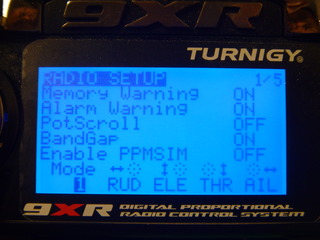 9XR
TURNIGY®
RADIO SETUP 1/5
Memory Warning ON
Alarm Warning ON
PotScroll OFF
BandGap ON
Enable PPMSIM OFF
Mode
1 RUD ELE THR AIL
9XR DIGITAL PROPORTIONAL
RADIO CONTROL SYSTEM